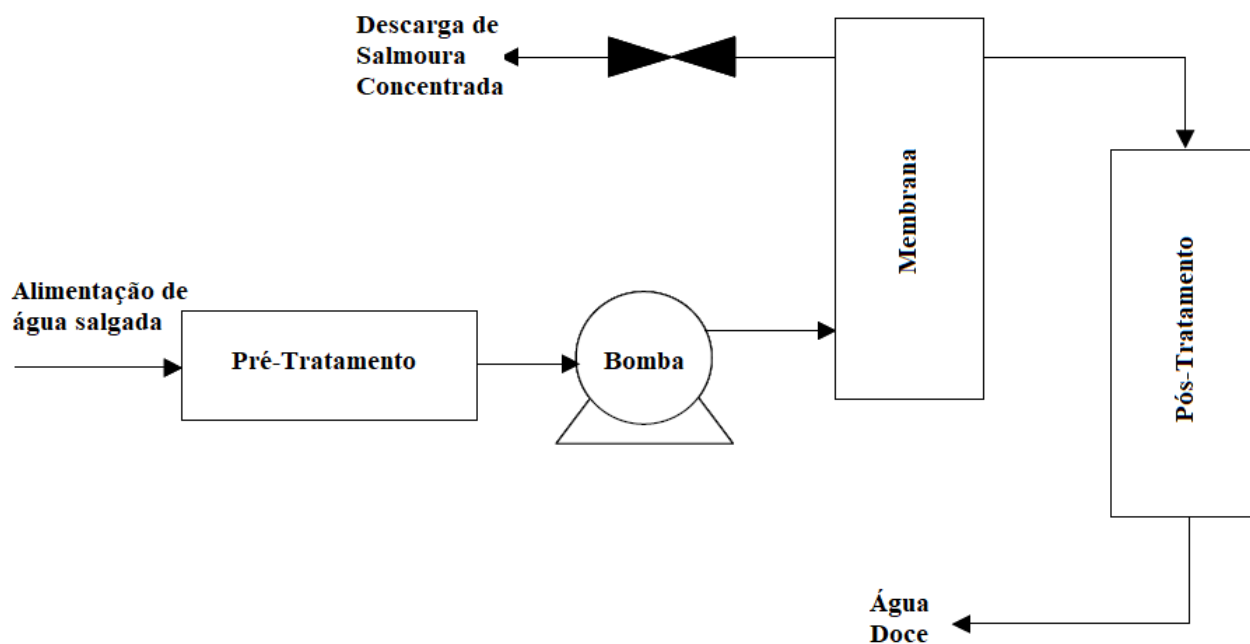 Descarga de
Salmoura
Concentrada
Membrana
Alimentação de
água salgada
Pré-Tratamento
Bomba
Pós-Tratamento
Água
Doce